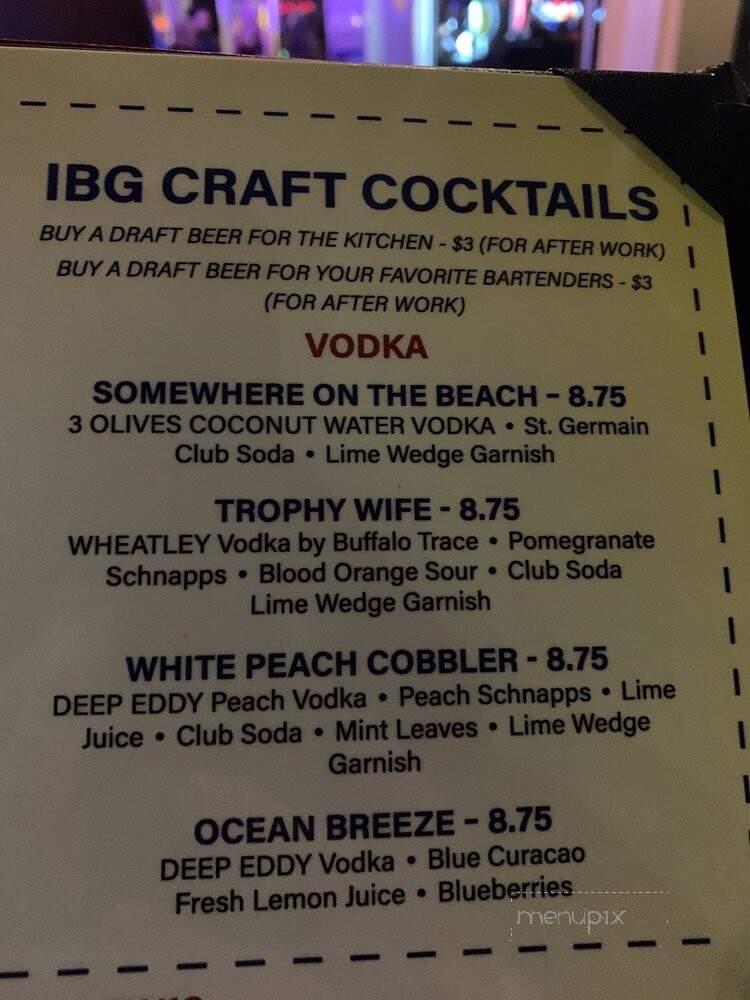 IBG CRAFT COCKTAILS
BUY A DRAFT BEER FOR THE KITCHEN - $3 (FOR AFTER WORK)
BUY A DRAFT BEER FOR YOUR FAVORITE BARTENDERS - $3
(FOR AFTER WORK)
VODKA
SOMEWHERE ON THE BEACH - 8.75
3 OLIVES COCONUT WATER VODKA • St. Germain
Club Soda • Lime Wedge Garnish
TROPHY WIFE - 8.75
WHEATLEY Vodka by Buffalo Trace • Pomegranate
Schnapps • Blood Orange Sour • Club Soda
Lime Wedge Garnish
WHITE PEACH COBBLER - 8.75
DEEP EDDY Peach Vodka • Peach Schnapps • Lime
Juice • Club Soda • Mint Leaves • Lime Wedge
Garnish
OCEAN BREEZE - 8.75
DEEP EDDY Vodka • Blue Curacao
Fresh Lemon Juice • Blueberries
menupix